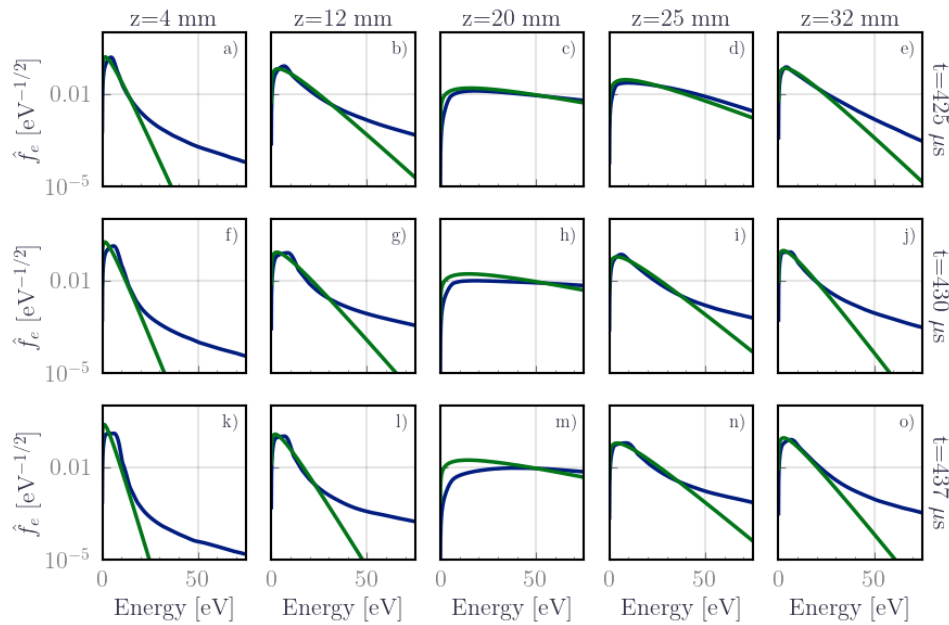 z=4 mm z=12 mm z=20 mm z=25 mm z=32 mm
a) b) c) d) e)
f̂_e [eV^{-1/2}] 0.01 10^{-5} t=425 μs
f) g) h) i) j)
f̂_e [eV^{-1/2}] 0.01 10^{-5} t=430 μs
k) l) m) n) o)
f̂_e [eV^{-1/2}] 0.01 10^{-5} t=437 μs
0 50 0 50 0 50 0 50 0 50
Energy [eV] Energy [eV] Energy [eV] Energy [eV] Energy [eV]